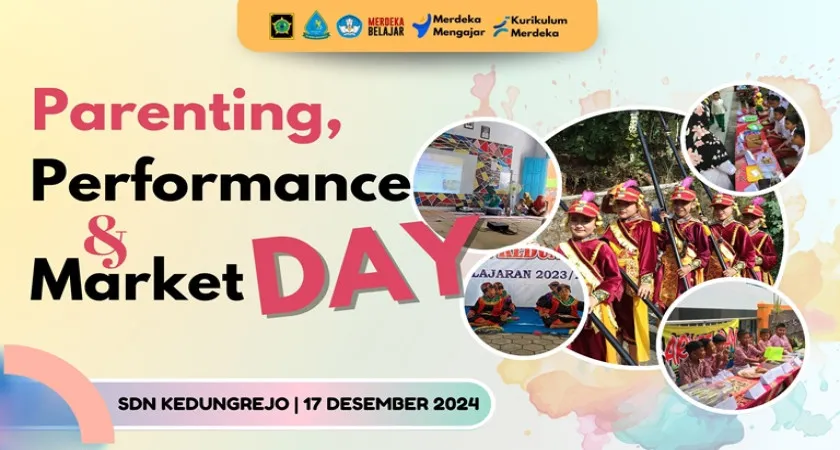 MERDEKA
BELAJAR
Merdeka
Mengajar
Kurikulum
Merdeka
Parenting,
Performance
&
Market DAY
LAJARAN 2023/
SDN KEDUNGREJO | 17 DESEMBER 2024